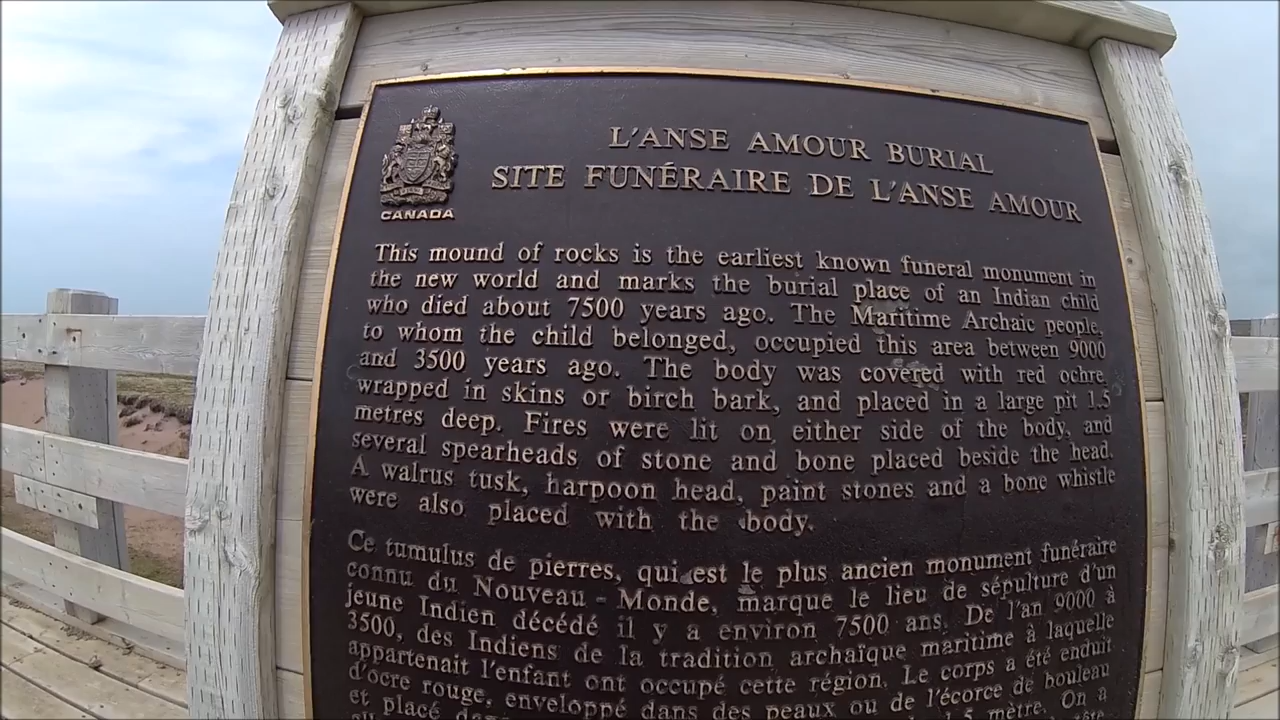 CANADA
L'ANSE AMOUR BURIAL
SITE FUNÉRAIRE DE L'ANSE AMOUR
This mound of rocks is the earliest known funeral monument in
the new world and marks the burial place of an Indian child
who died about 7500 years ago. The Maritime Archaic people,
to whom the child belonged, occupied this area between 9000
and 3500 years ago. The body was covered with red ochre,
wrapped in skins or birch bark, and placed in a large pit 1.5
metres deep. Fires were lit on either side of the body, and
several spearheads of stone and bone placed beside the head.
A walrus tusk, harpoon head, paint stones and a bone whistle
were also placed with the body.
Ce tumulus de pierres, qui est le plus ancien monument funéraire
connu du Nouveau-Monde, marque le lieu de sépulture d'un
jeune Indien décédé il y a environ 7500 ans. De l'an 9000 à
3500, des Indiens de la tradition archaïque maritime à laquelle
appartenait l'enfant ont occupé cette région. Le corps a été enduit
d'ocre rouge, enveloppé dans des peaux ou de l'écorce de bouleau
et placé 1.5 mètre. On a